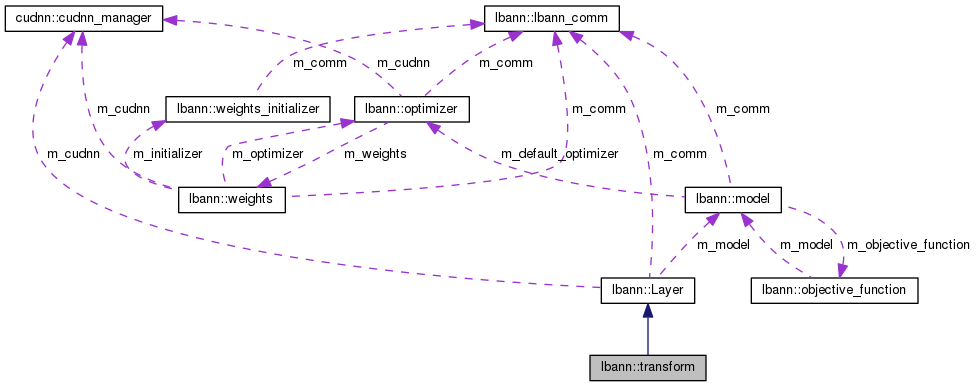 cudnn::cudnn_manager
lbann::lbann_comm
m_comm
m_cudnn
m_comm
lbann::weights_initializer
lbann::optimizer
m_cudnn
m_comm
m_comm
m_cudnn
m_initializer
m_optimizer
m_weights
m_default_optimizer
m_comm
lbann::weights
lbann::model
m_model
m_model
m_objective_function
lbann::Layer
lbann::objective_function
lbann::transform